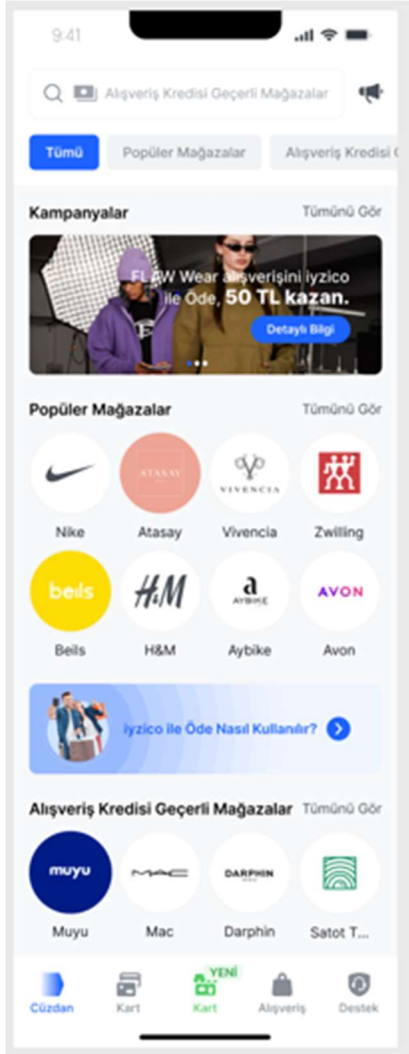 9:41
Alışveriş Kredisi Geçerli Mağazalar
Tümü Popüler Mağazalar Alışveriş Kredisi
Kampanyalar Tümünü Gör
FLAW Wear alışverişini iyzico
ile Öde, 50 TL kazan.
Detaylı Bilgi
Popüler Mağazalar Tümünü Gör
ATASAY
VIVENCIA
Nike Atasay Vivencia Zwilling
beils H&M a AYBIKE AVON
Beils H&M Aybike Avon
iyzico ile Öde Nasıl Kullanılır?
Alışveriş Kredisi Geçerli Mağazalar Tümünü Gör
muyu MAC DARPHIN
Muyu Mac Darphin Satot T...
YENİ
Cüzdan Kart Kart Alışveriş Destek